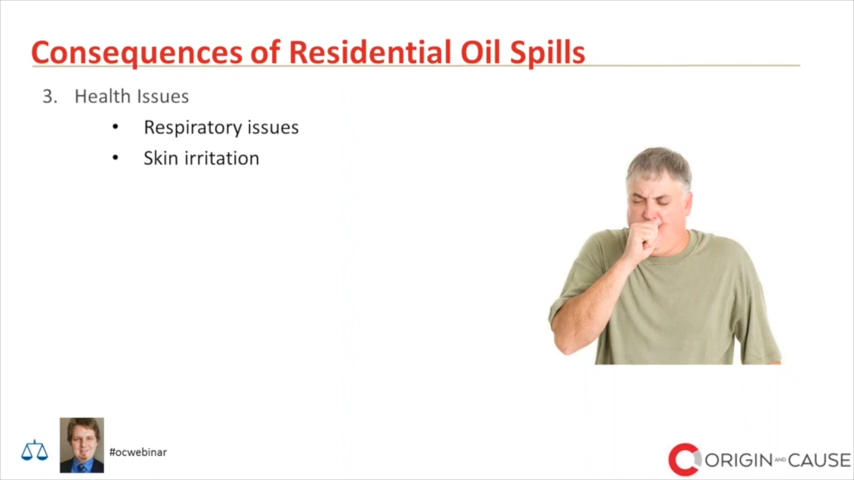 Consequences of Residential Oil Spills
3. Health Issues
• Respiratory issues
• Skin irritation
#ocwebinar
ORIGIN AND CAUSE